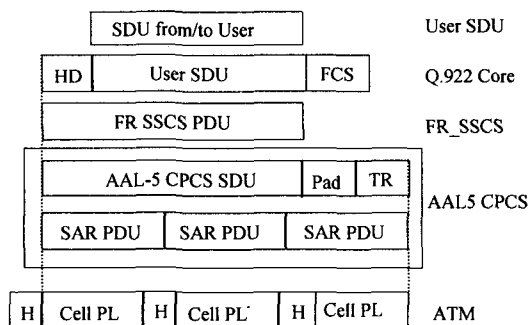 SDU from/to User User SDU
HD User SDU FCS Q.922 Core
FR SSCS PDU FR_SSCS
AAL-5 CPCS SDU Pad TR
AAL5 CPCS
SAR PDU SAR PDU SAR PDU
H Cell PL H Cell PL H Cell PL ATM